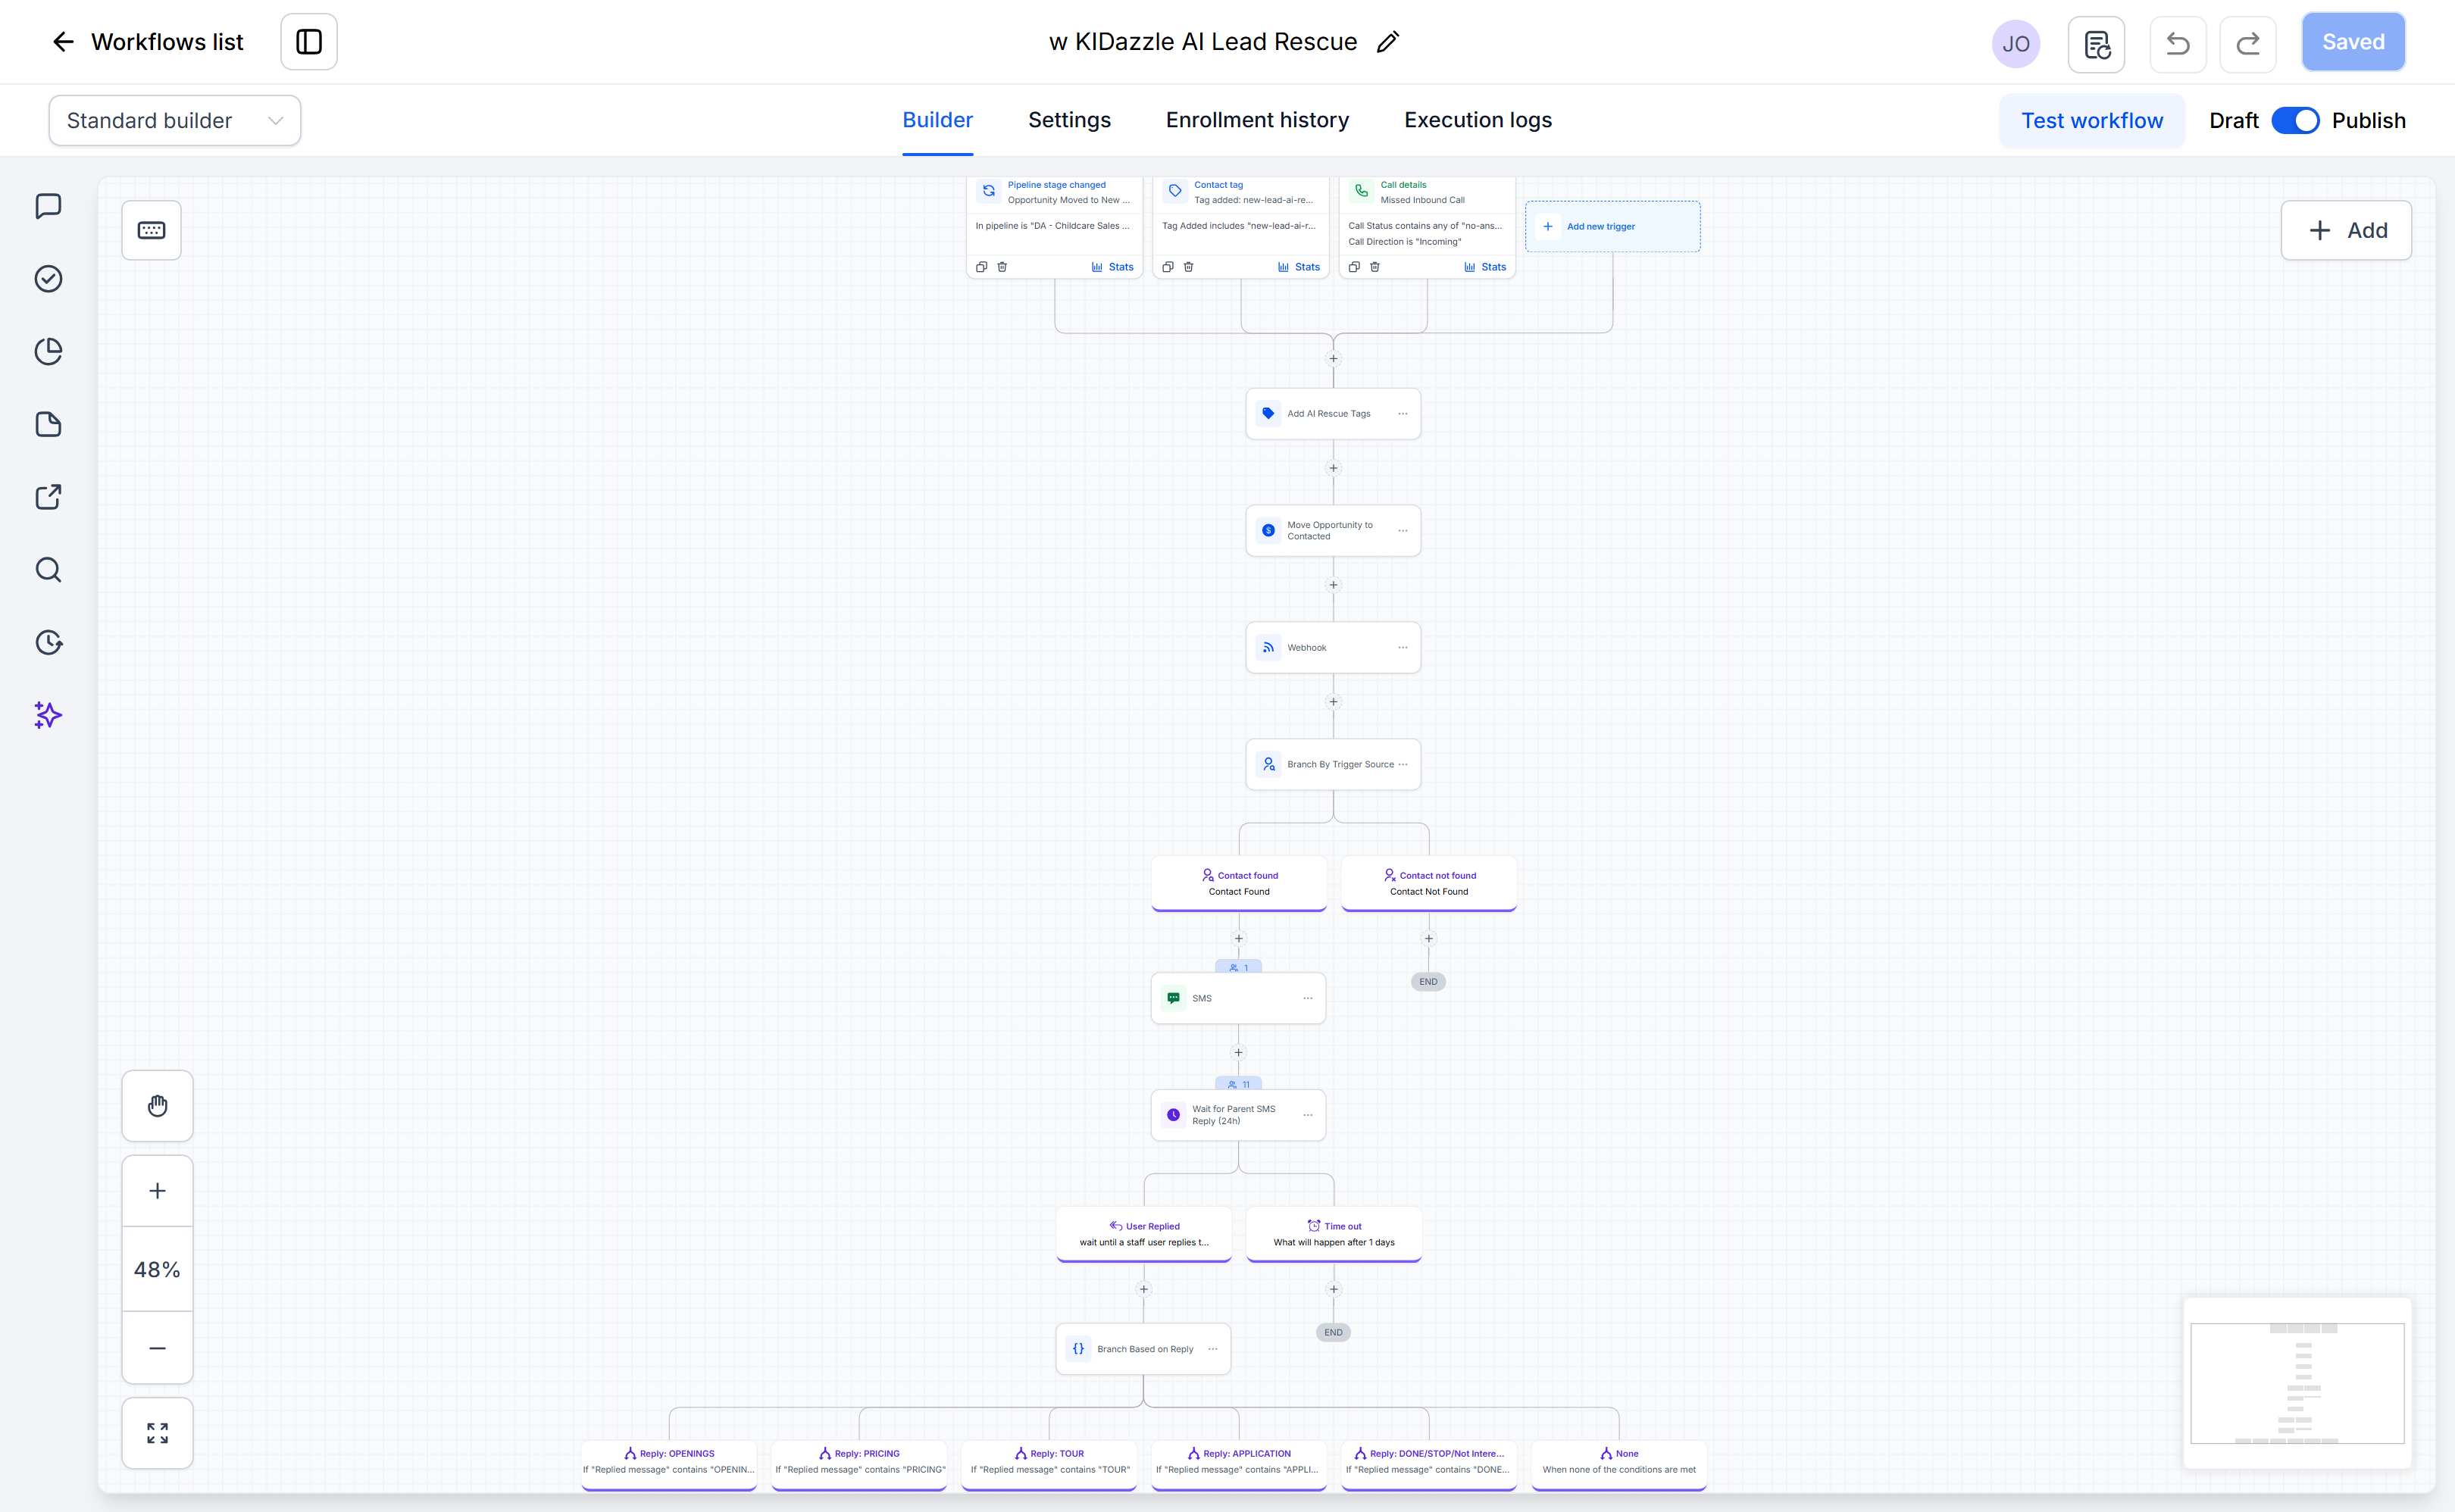 Workflows list
w KIDazzle AI Lead Rescue
JO
Saved
Standard builder
Builder
Settings
Enrollment history
Execution logs
Test workflow
Draft
Publish
Pipeline stage changed
Opportunity Moved to New ...
In pipeline is "DA - Childcare Sales ...
Stats
Contact tag
Tag added: new-lead-ai-re...
Tag Added includes "new-lead-ai-r...
Stats
Call details
Missed Inbound Call
Call Status contains any of "no-ans...
Call Direction is "Incoming"
Stats
Add new trigger
Add
Add AI Rescue Tags
Move Opportunity to
Contacted
Webhook
Branch By Trigger Source
Contact found
Contact Found
Contact not found
Contact Not Found
1
END
SMS
11
Wait for Parent SMS
Reply (24h)
User Replied
wait until a staff user replies t...
Time out
What will happen after 1 days
END
Branch Based on Reply
48%
Reply: OPENINGS
If "Replied message" contains "OPENIN...
Reply: PRICING
If "Replied message" contains "PRICING"
Reply: TOUR
If "Replied message" contains "TOUR"
Reply: APPLICATION
If "Replied message" contains "APPLI...
Reply: DONE/STOP/Not Intere...
If "Replied message" contains "DONE...
None
When none of the conditions are met